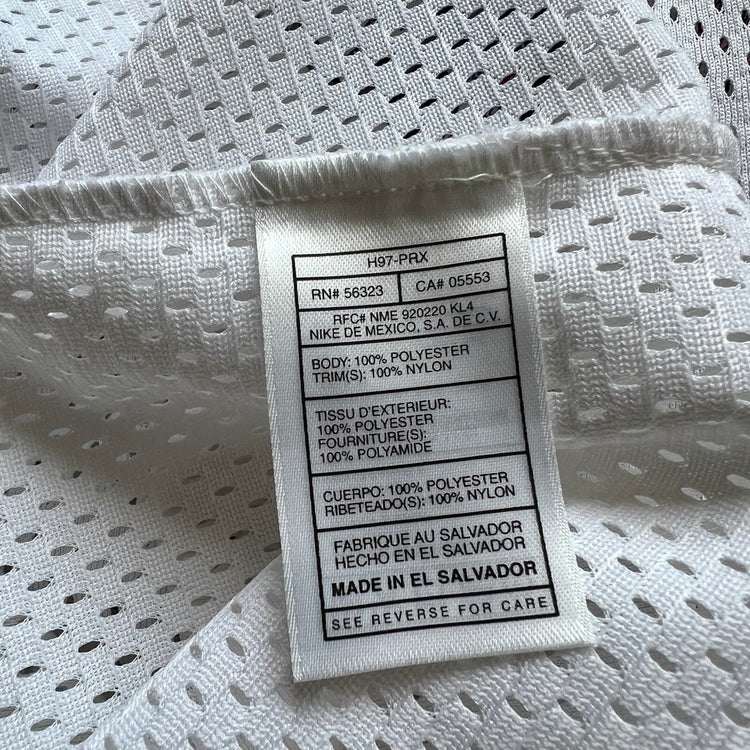 H97-PRX
RN# 56323 CA# 05553
RFC# NME 920220 KL4
NIKE DE MEXICO, S.A. DE C.V.
BODY: 100% POLYESTER
TRIM(S): 100% NYLON
TISSU D'EXTERIEUR:
100% POLYESTER
FOURNITURE(S):
100% POLYAMIDE
CUERPO: 100% POLYESTER
RIBETEADO(S): 100% NYLON
FABRIQUE AU SALVADOR
HECHO EN EL SALVADOR
MADE IN EL SALVADOR
SEE REVERSE FOR CARE